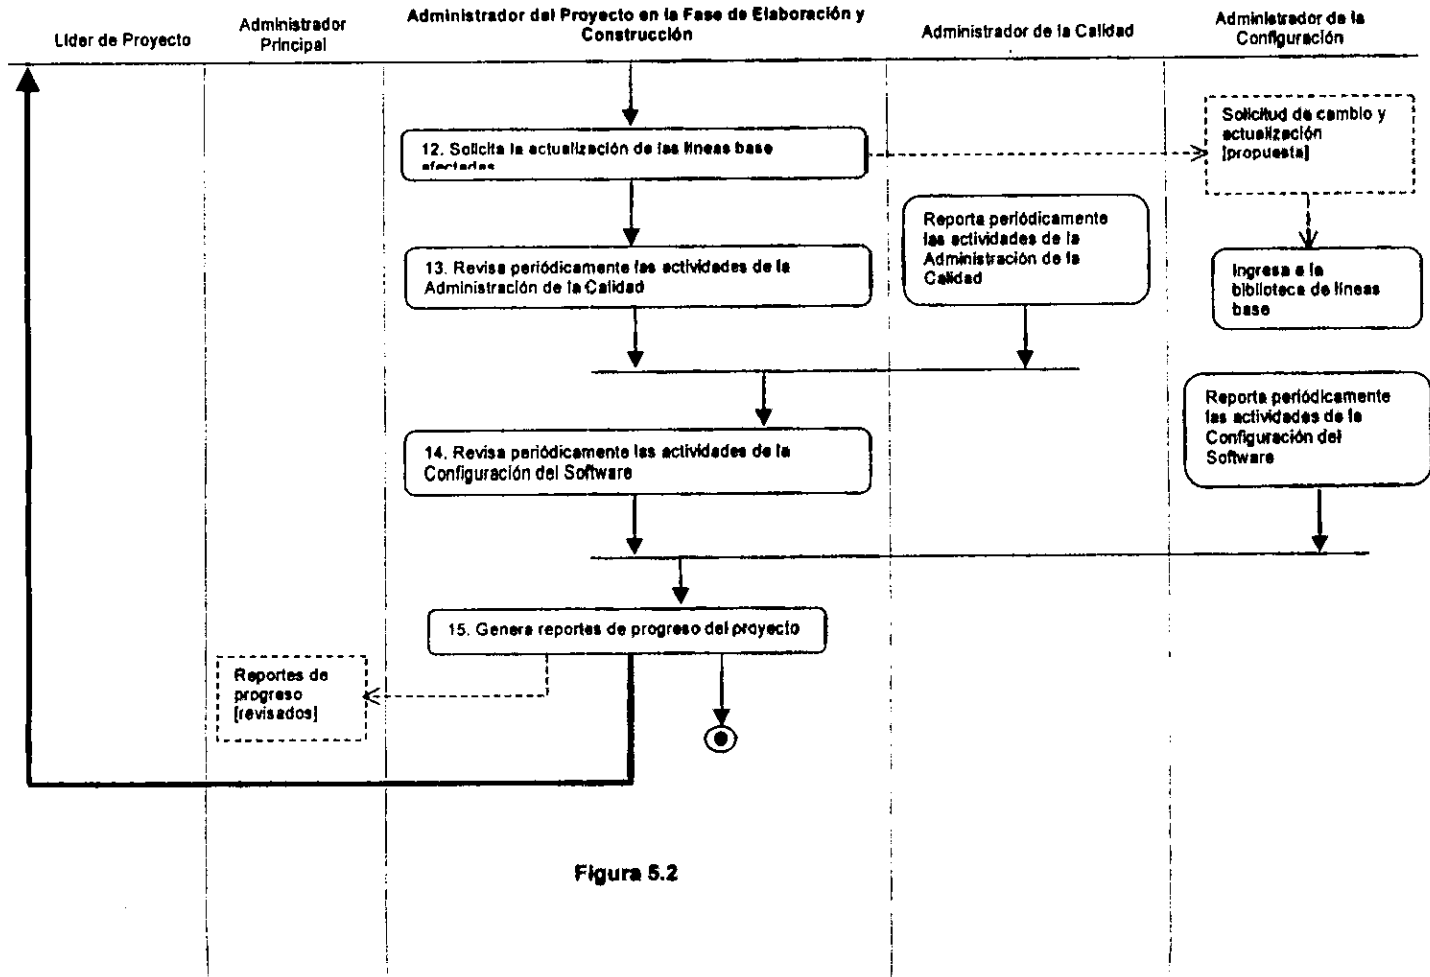 Líder de Proyecto
Administrador
Principal
Administrador del Proyecto en la Fase de Elaboración y
Construcción
Administrador de la Calidad
Administrador de la
Configuración
12. Solicita la actualización de las líneas base
afectadas
Solicitud de cambio y
actualización
[propuesta]
13. Revisa periódicamente las actividades de la
Administración de la Calidad
Reporta periódicamente
las actividades de la
Administración de la
Calidad
Ingresa a la
biblioteca de líneas
base
14. Revisa periódicamente las actividades de la
Configuración del Software
Reporta periódicamente
las actividades de la
Configuración del
Software
15. Genera reportes de progreso del proyecto
Reportes de
progreso
[revisados]
Figura 5.2